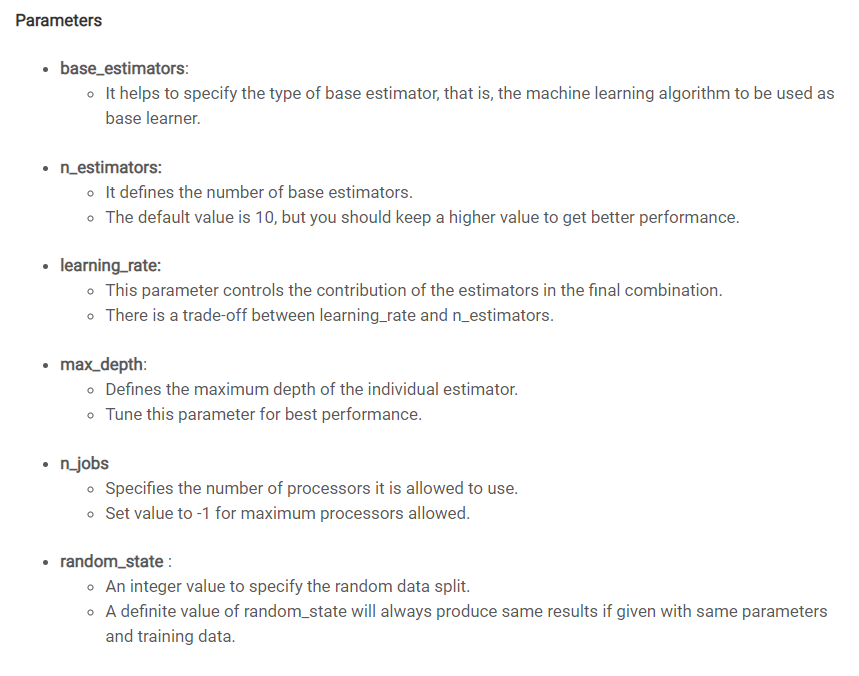 Parameters
• base_estimators:
○ It helps to specify the type of base estimator, that is, the machine learning algorithm to be used as
base learner.
• n_estimators:
○ It defines the number of base estimators.
○ The default value is 10, but you should keep a higher value to get better performance.
• learning_rate:
○ This parameter controls the contribution of the estimators in the final combination.
○ There is a trade-off between learning_rate and n_estimators.
• max_depth:
○ Defines the maximum depth of the individual estimator.
○ Tune this parameter for best performance.
• n_jobs
○ Specifies the number of processors it is allowed to use.
○ Set value to -1 for maximum processors allowed.
• random_state :
○ An integer value to specify the random data split.
○ A definite value of random_state will always produce same results if given with same parameters
and training data.